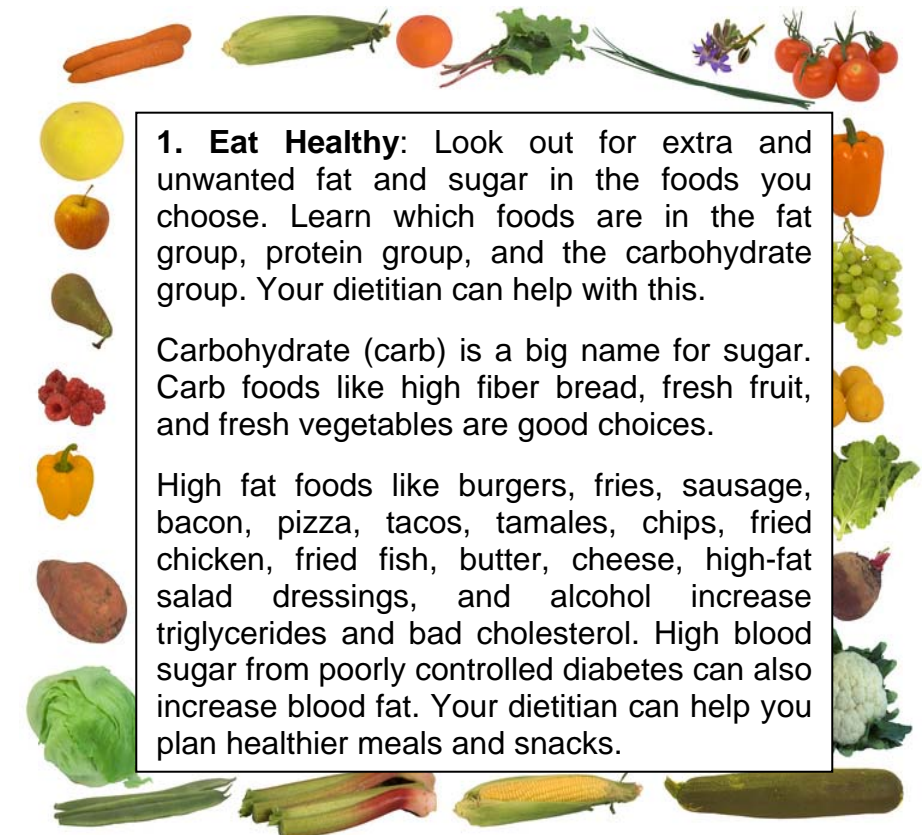 1. Eat Healthy: Look out for extra and
unwanted fat and sugar in the foods you
choose. Learn which foods are in the fat
group, protein group, and the carbohydrate
group. Your dietitian can help with this.
Carbohydrate (carb) is a big name for sugar.
Carb foods like high fiber bread, fresh fruit,
and fresh vegetables are good choices.
High fat foods like burgers, fries, sausage,
bacon, pizza, tacos, tamales, chips, fried
chicken, fried fish, butter, cheese, high-fat
salad dressings, and alcohol increase
triglycerides and bad cholesterol. High blood
sugar from poorly controlled diabetes can also
increase blood fat. Your dietitian can help you
plan healthier meals and snacks.